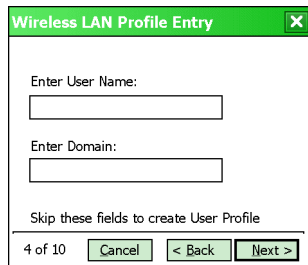 Wireless LAN Profile Entry
Enter User Name:
Enter Domain:
Skip these fields to create User Profile
4 of 10 Cancel < Back Next >